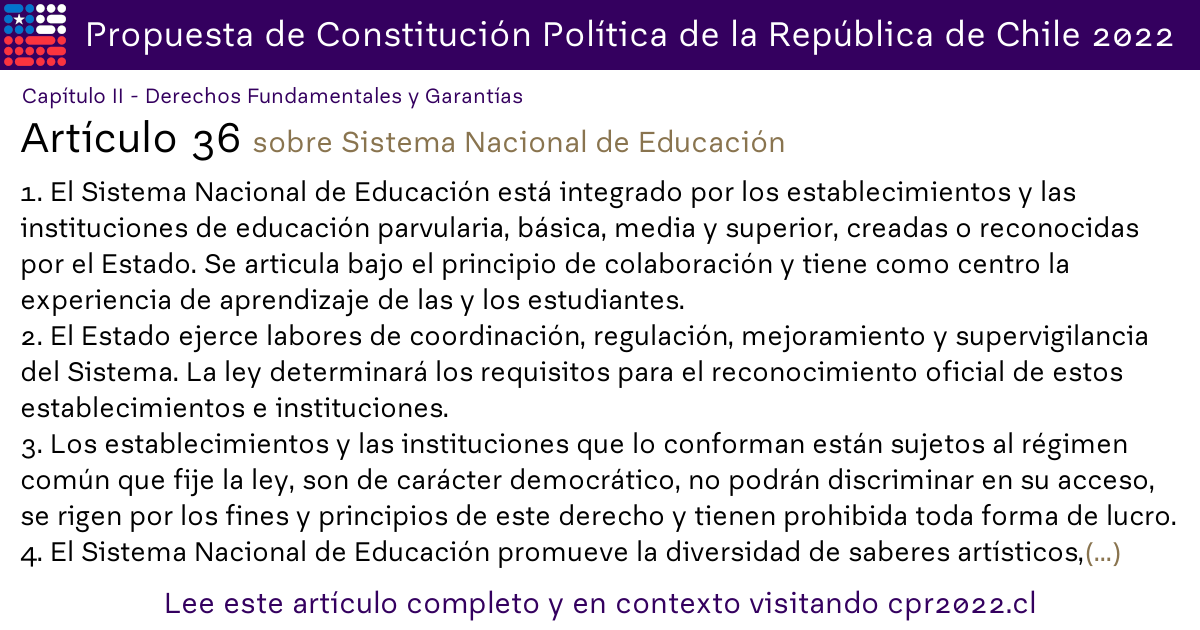 Propuesta de Constitución Política de la República de Chile 2022
Capítulo II - Derechos Fundamentales y Garantías
Artículo 36 sobre Sistema Nacional de Educación
1. El Sistema Nacional de Educación está integrado por los establecimientos y las
instituciones de educación parvularia, básica, media y superior, creadas o reconocidas
por el Estado. Se articula bajo el principio de colaboración y tiene como centro la
experiencia de aprendizaje de las y los estudiantes.
2. El Estado ejerce labores de coordinación, regulación, mejoramiento y supervigilancia
del Sistema. La ley determinará los requisitos para el reconocimiento oficial de estos
establecimientos e instituciones.
3. Los establecimientos y las instituciones que lo conforman están sujetos al régimen
común que fije la ley, son de carácter democrático, no podrán discriminar en su acceso,
se rigen por los fines y principios de este derecho y tienen prohibida toda forma de lucro.
4. El Sistema Nacional de Educación promueve la diversidad de saberes artísticos,(...)
Lee este artículo completo y en contexto visitando cpr2022.cl